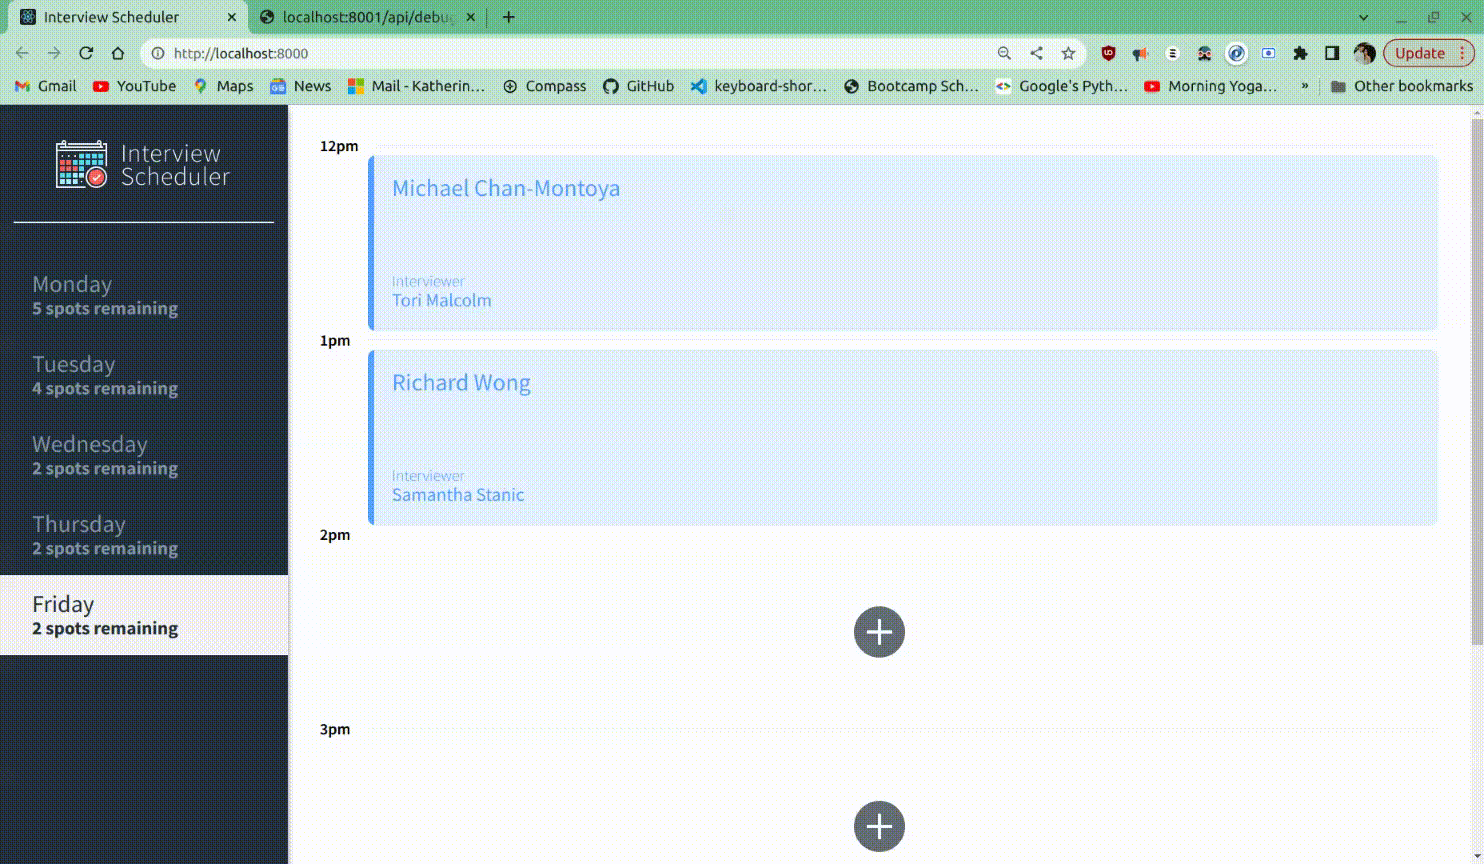 Interview Scheduler
localhost:8001/api/debu
http://localhost:8000
Update
Gmail
YouTube
Maps
News
Mail - Katherin...
Compass
GitHub
keyboard-shor...
Bootcamp Sch...
Google's Pyth...
Morning Yoga...
»
Other bookmarks
Interview
Scheduler
Monday
5 spots remaining
Tuesday
4 spots remaining
Wednesday
2 spots remaining
Thursday
2 spots remaining
Friday
2 spots remaining
12pm
Michael Chan-Montoya
Interviewer
Tori Malcolm
1pm
Richard Wong
Interviewer
Samantha Stanic
2pm
3pm